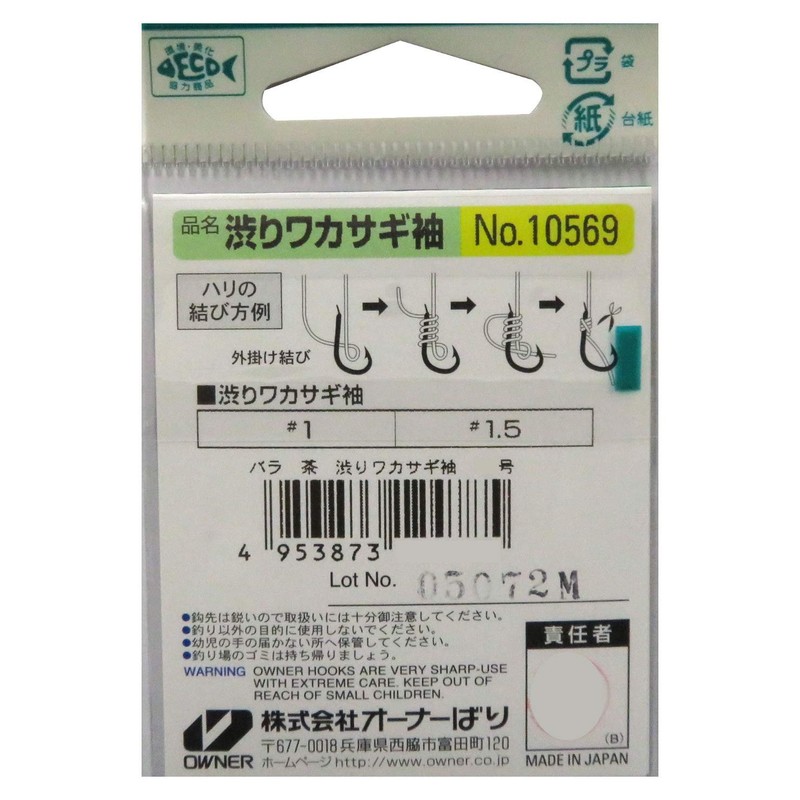 環境・美化
ECO
協力商品
プラ
袋
紙
台紙
品名 渋りワカサギ袖 No.10569
ハリの
結び方例
外掛け結び
■渋りワカサギ袖
#1 #1.5
バラ 茶 渋りワカサギ袖 号
4 953873
Lot No. 05072M
●鈎先は鋭いので取扱いには十分御注意してください。
●釣り以外の目的に使用しないでください。
●幼児の手の届かない所へ保管してください。
●釣り場のゴミは持ち帰りましょう。
WARNING OWNER HOOKS ARE VERY SHARP-USE
WITH EXTREME CARE. KEEP OUT OF
REACH OF SMALL CHILDREN.
責任者
(B)
MADE IN JAPAN
OWNER
株式会社オーナーばり
〒677-0018 兵庫県西脇市富田町120
ホームページ http://www.owner.co.jp